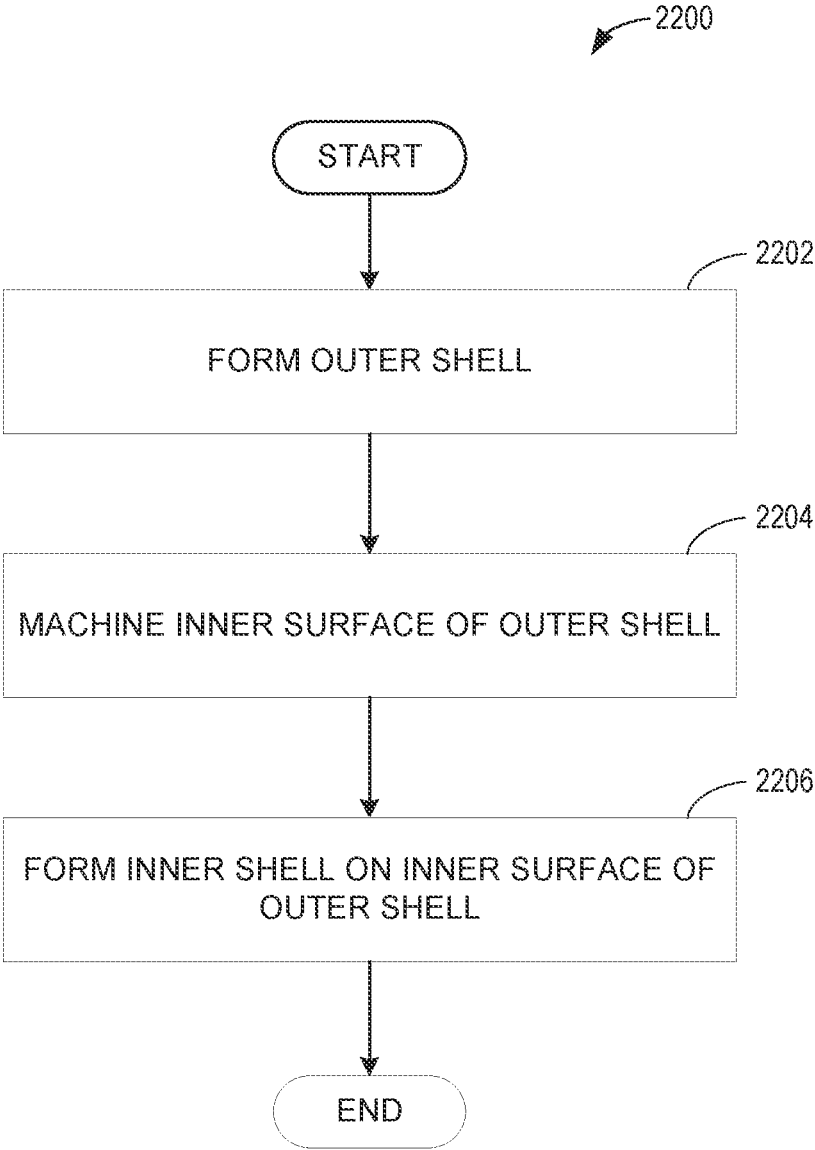 2200
START
2202
FORM OUTER SHELL
2204
MACHINE INNER SURFACE OF OUTER SHELL
2206
FORM INNER SHELL ON INNER SURFACE OF
OUTER SHELL
END